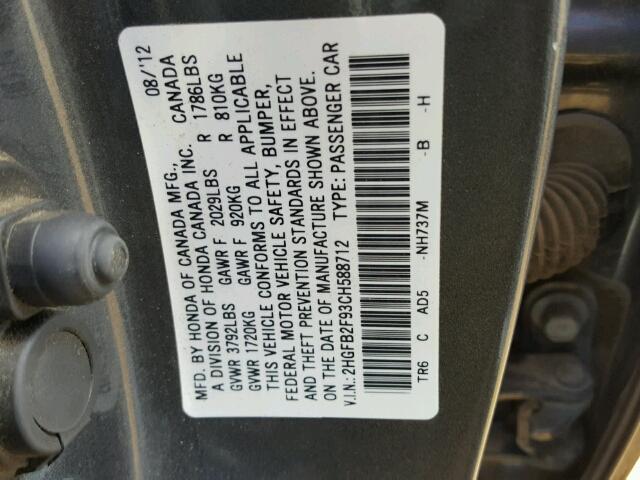 MFD. BY HONDA OF CANADA MFG., 08/'12
A DIVISION OF HONDA CANADA INC. CANADA
GVWR 3792LBS GAWR F 2029LBS R 1786LBS
GVWR 1720KG GAWR F 920KG R 810KG
THIS VEHICLE CONFORMS TO ALL APPLICABLE
FEDERAL MOTOR VEHICLE SAFETY, BUMPER,
AND THEFT PREVENTION STANDARDS IN EFFECT
ON THE DATE OF MANUFACTURE SHOWN ABOVE.
V.I.N.: 2HGFB2F93CH588712 TYPE: PASSENGER CAR
TR6 C AD5 -NH737M -B -H